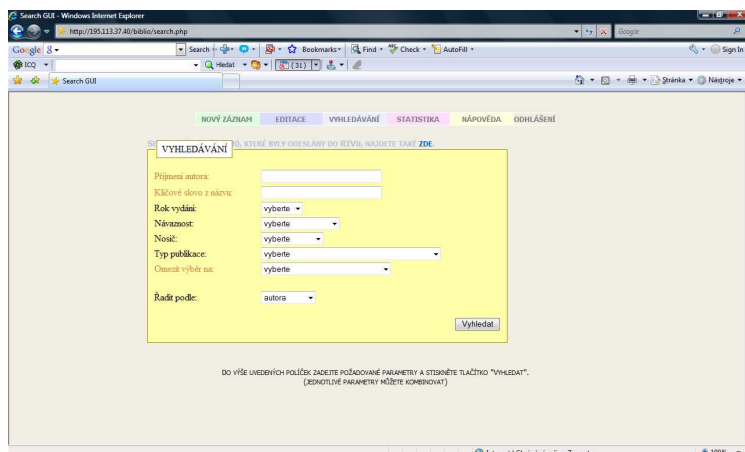 Search GUI - Windows Internet Explorer
http://195.113.37.40/biblio/search.php
Google
Google Search Bookmarks Find Check AutoFill Sign In
ICQ Hledat (31)
Search GUI Stránka Nástroje
NOVÝ ZÁZNAM EDITACE VYHLEDÁVÁNÍ STATISTIKA NÁPOVĚDA ODHLÁŠENÍ
KTERÉ BYLY ODESLÁNY DO RIVU, NAJDETE TAKÉ ZDE.
VYHLEDÁVÁNÍ
Příjmení autora:
Klíčové slovo z názvu:
Rok vydání: vyberte
Návaznost: vyberte
Nosič: vyberte
Typ publikace: vyberte
Omezit výběr na: vyberte
Řadit podle: autora
Vyhledat
DO VÝŠE UVEDENÝCH POLÍČEK ZADEJTE POŽADOVANÉ PARAMETRY A STISKNĚTE TLAČÍTKO "VYHLEDAT".
(JEDNOTLIVÉ PARAMETRY MŮŽETE KOMBINOVAT)
100%